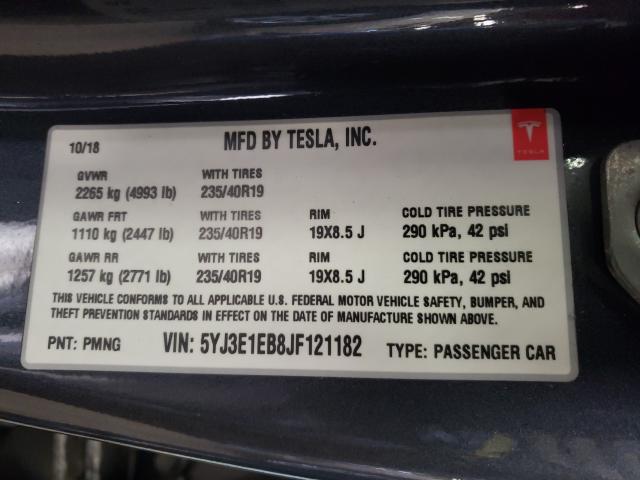 10/18 MFD BY TESLA, INC.
TESLA
GVWR WITH TIRES
2265 kg (4993 lb) 235/40R19
GAWR FRT WITH TIRES RIM COLD TIRE PRESSURE
1110 kg (2447 lb) 235/40R19 19X8.5 J 290 kPa, 42 psi
GAWR RR WITH TIRES RIM COLD TIRE PRESSURE
1257 kg (2771 lb) 235/40R19 19X8.5 J 290 kPa, 42 psi
THIS VEHICLE CONFORMS TO ALL APPLICABLE U.S. FEDERAL MOTOR VEHICLE SAFETY, BUMPER, AND
THEFT PREVENTION STANDARDS IN EFFECT ON THE DATE OF MANUFACTURE SHOWN ABOVE.
PNT: PMNG VIN: 5YJ3E1EB8JF121182 TYPE: PASSENGER CAR